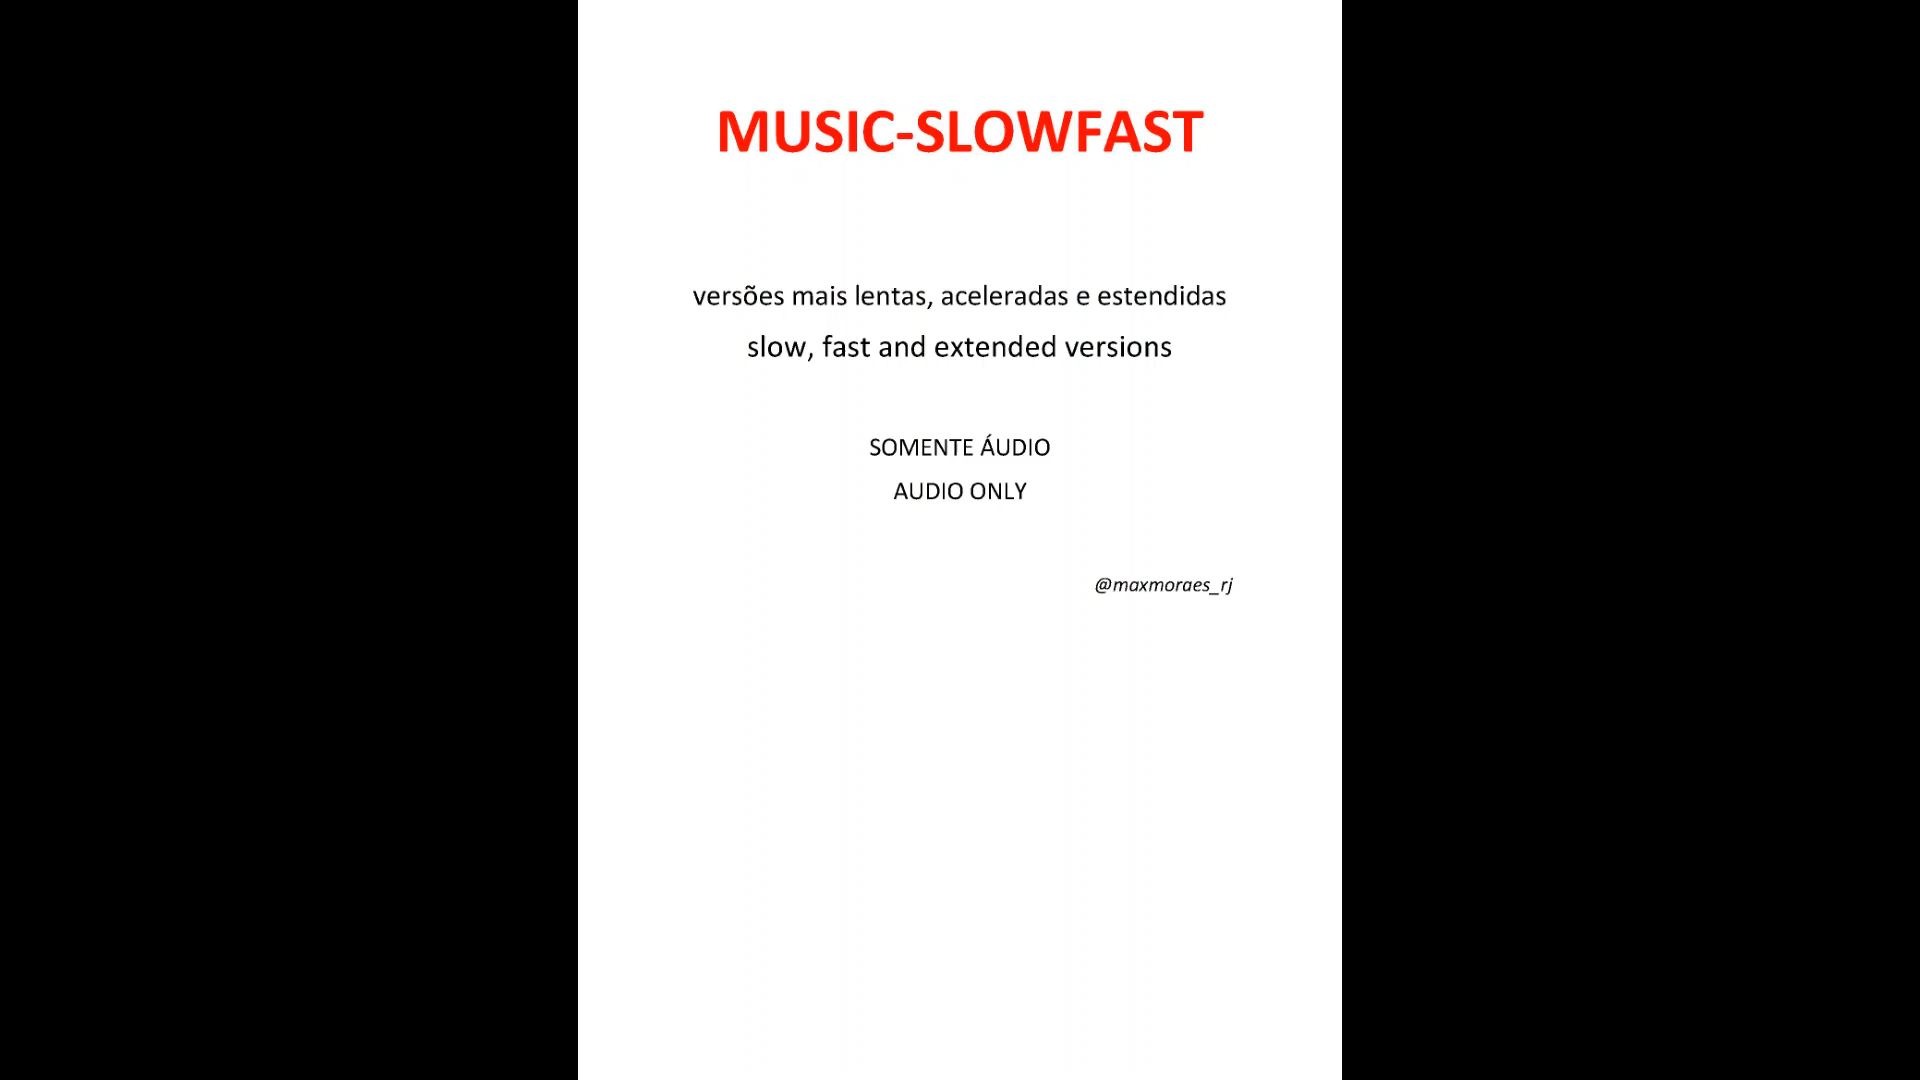 MUSIC-SLOWFAST
versões mais lentas, aceleradas e estendidas
slow, fast and extended versions
SOMENTE ÁUDIO
AUDIO ONLY
@maxmoraes_rj